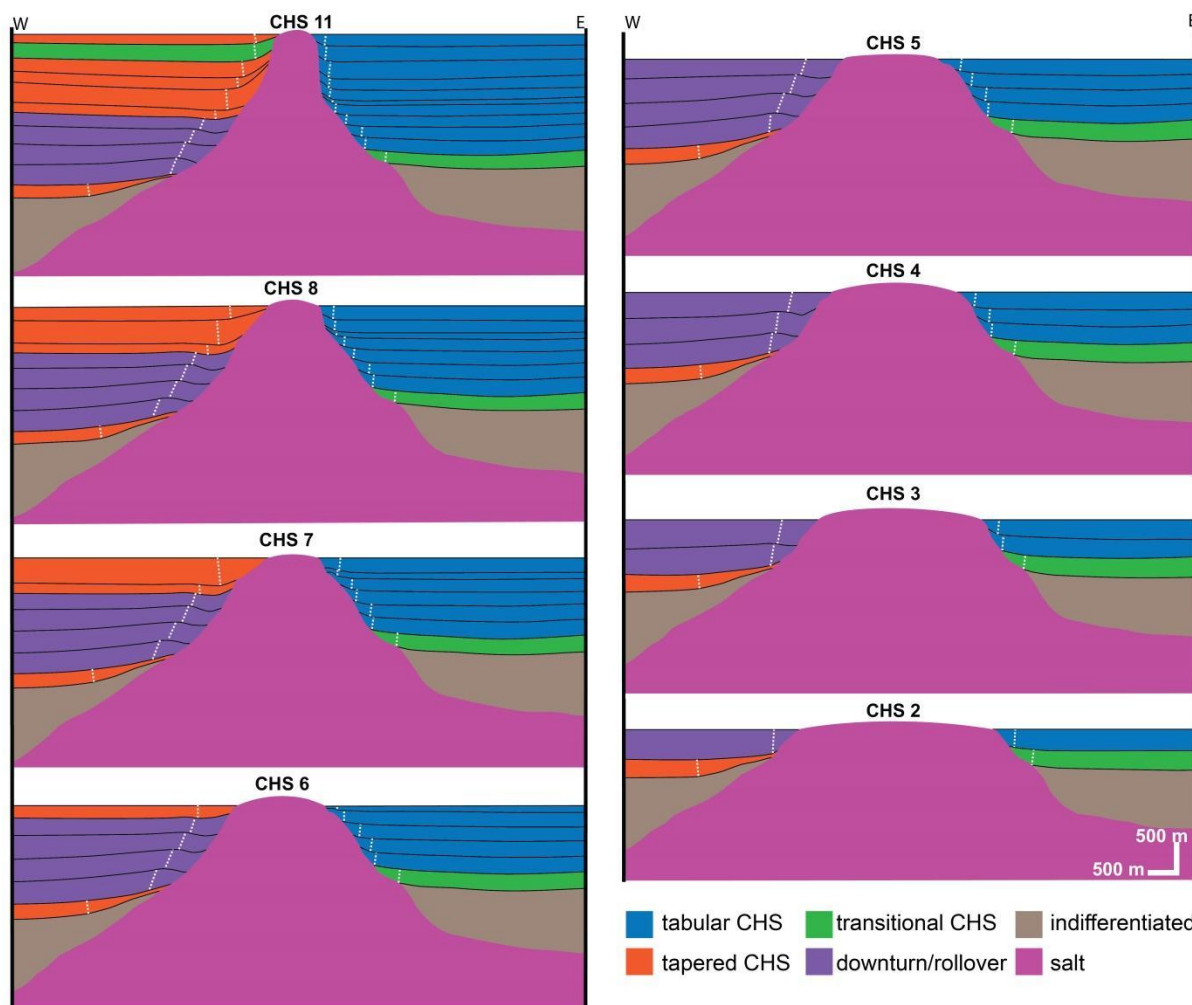 W
CHS 11
E
CHS 8
CHS 7
CHS 6
W
CHS 5
E
CHS 4
CHS 3
CHS 2
500 m
500 m
tabular CHS
transitional CHS
indifferentiated
tapered CHS
downturn/rollover
salt